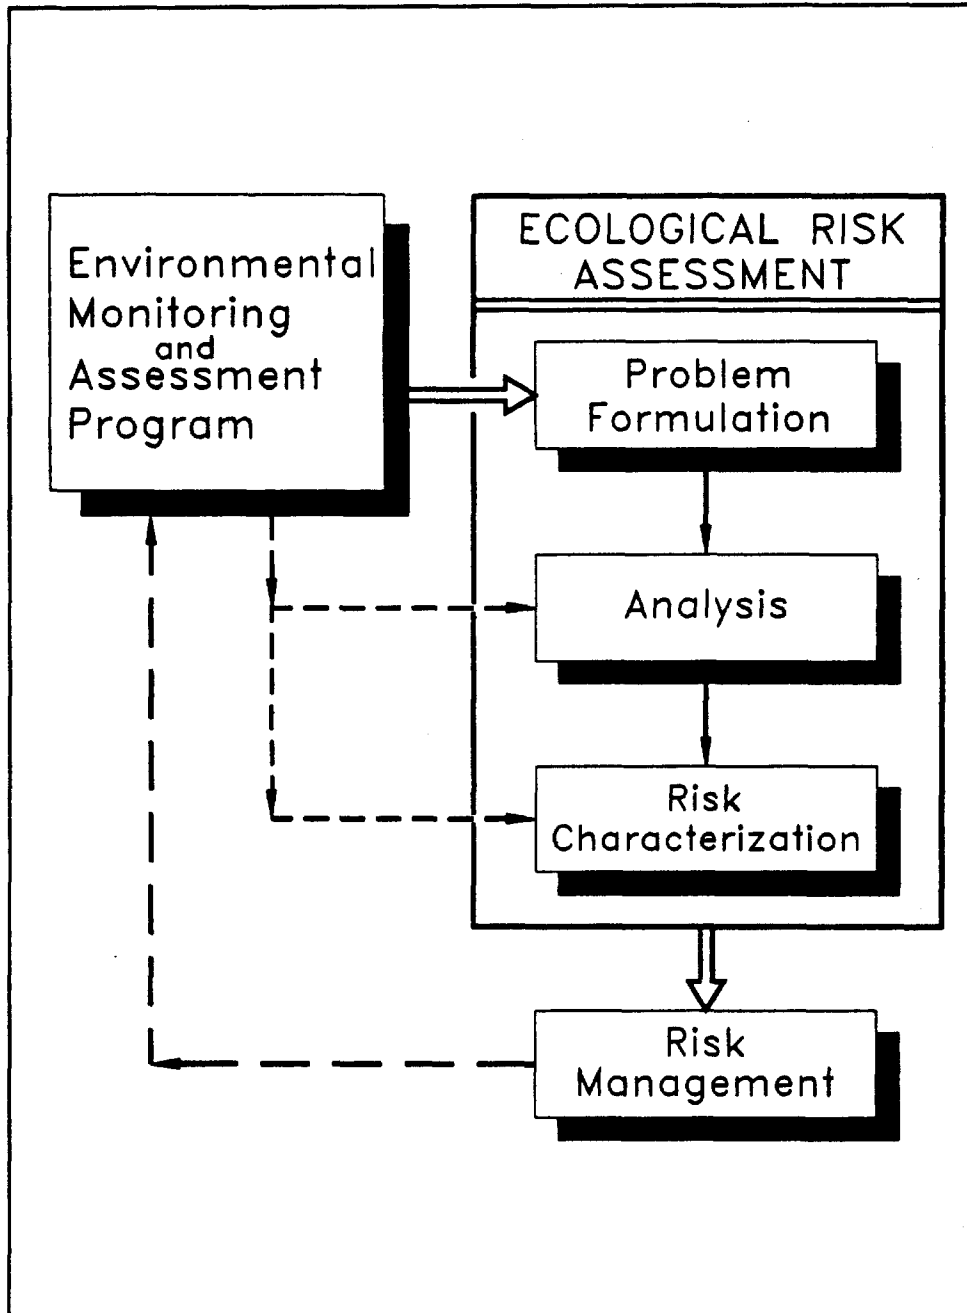 Environmental
Monitoring
and
Assessment
Program
ECOLOGICAL RISK
ASSESSMENT
Problem
Formulation
Analysis
Risk
Characterization
Risk
Management